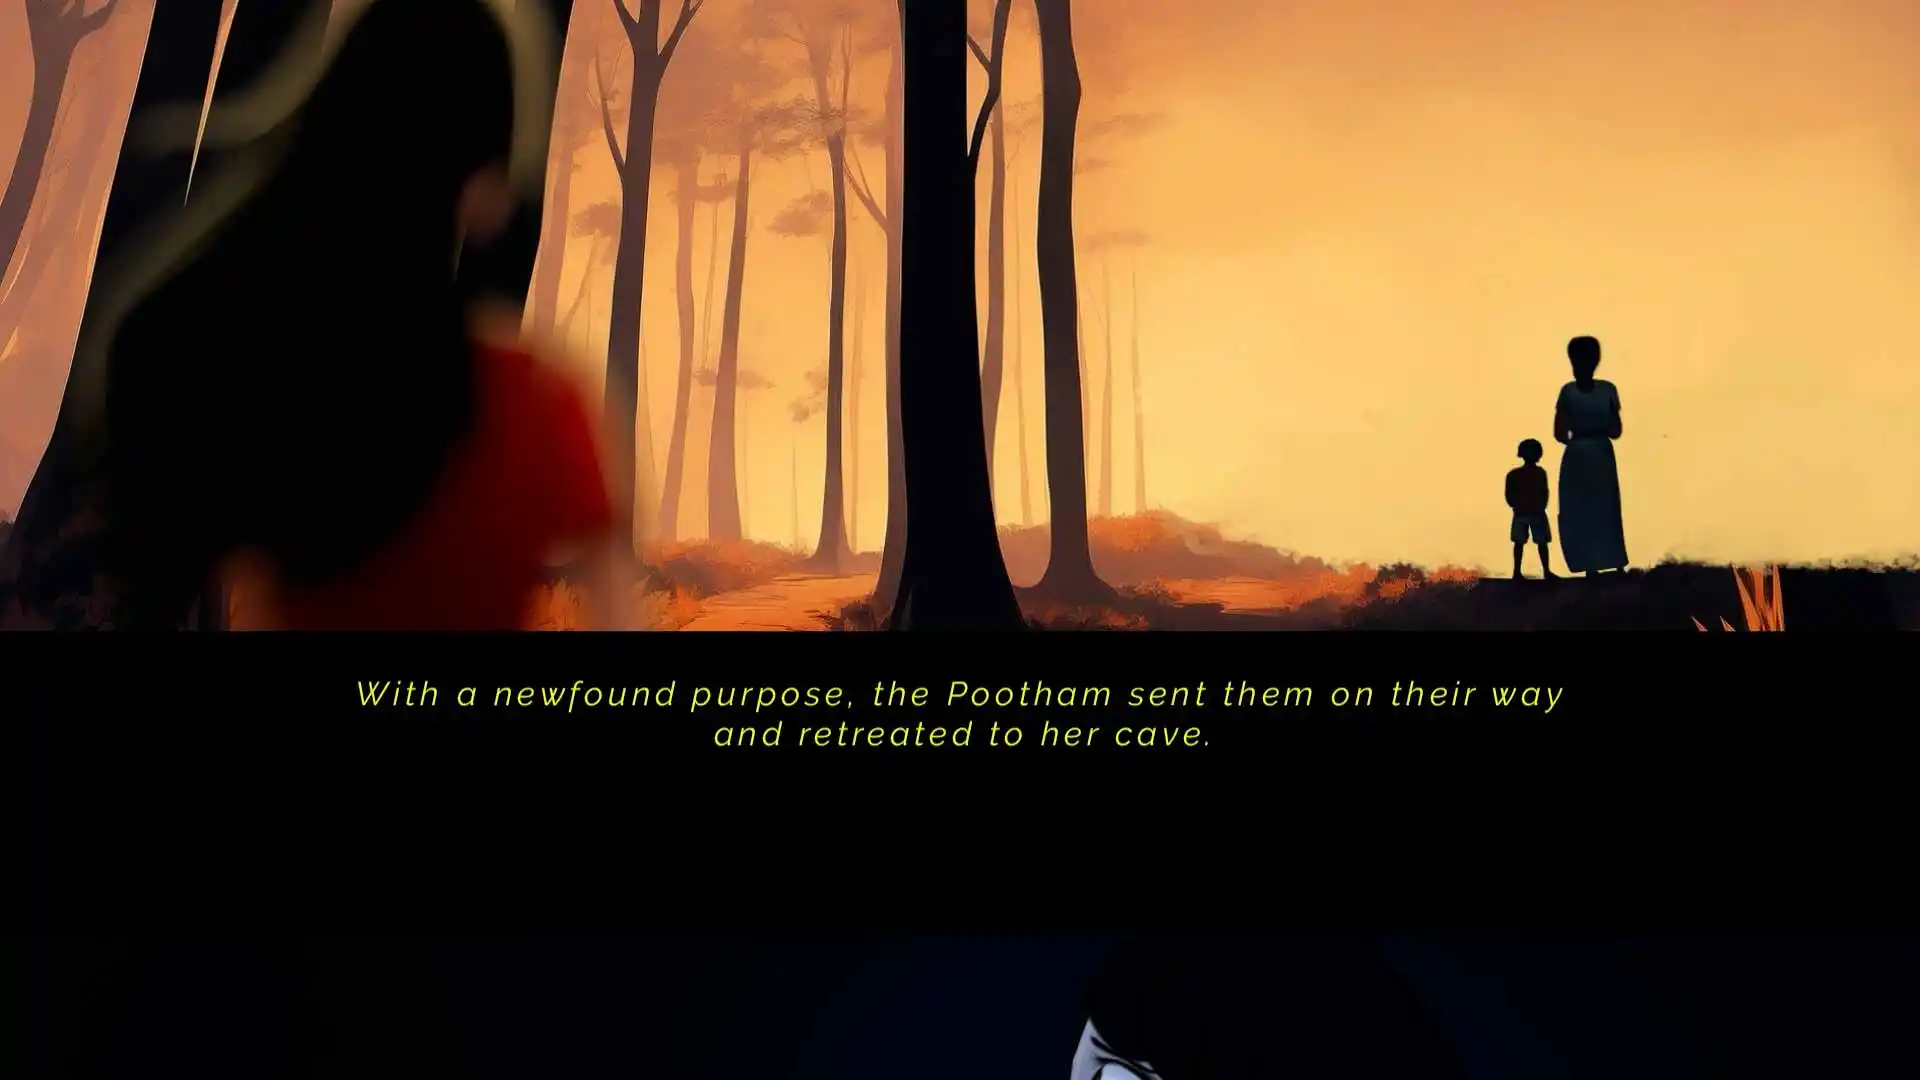 With a newfound purpose, the Pootham sent them on their way
and retreated to her cave.